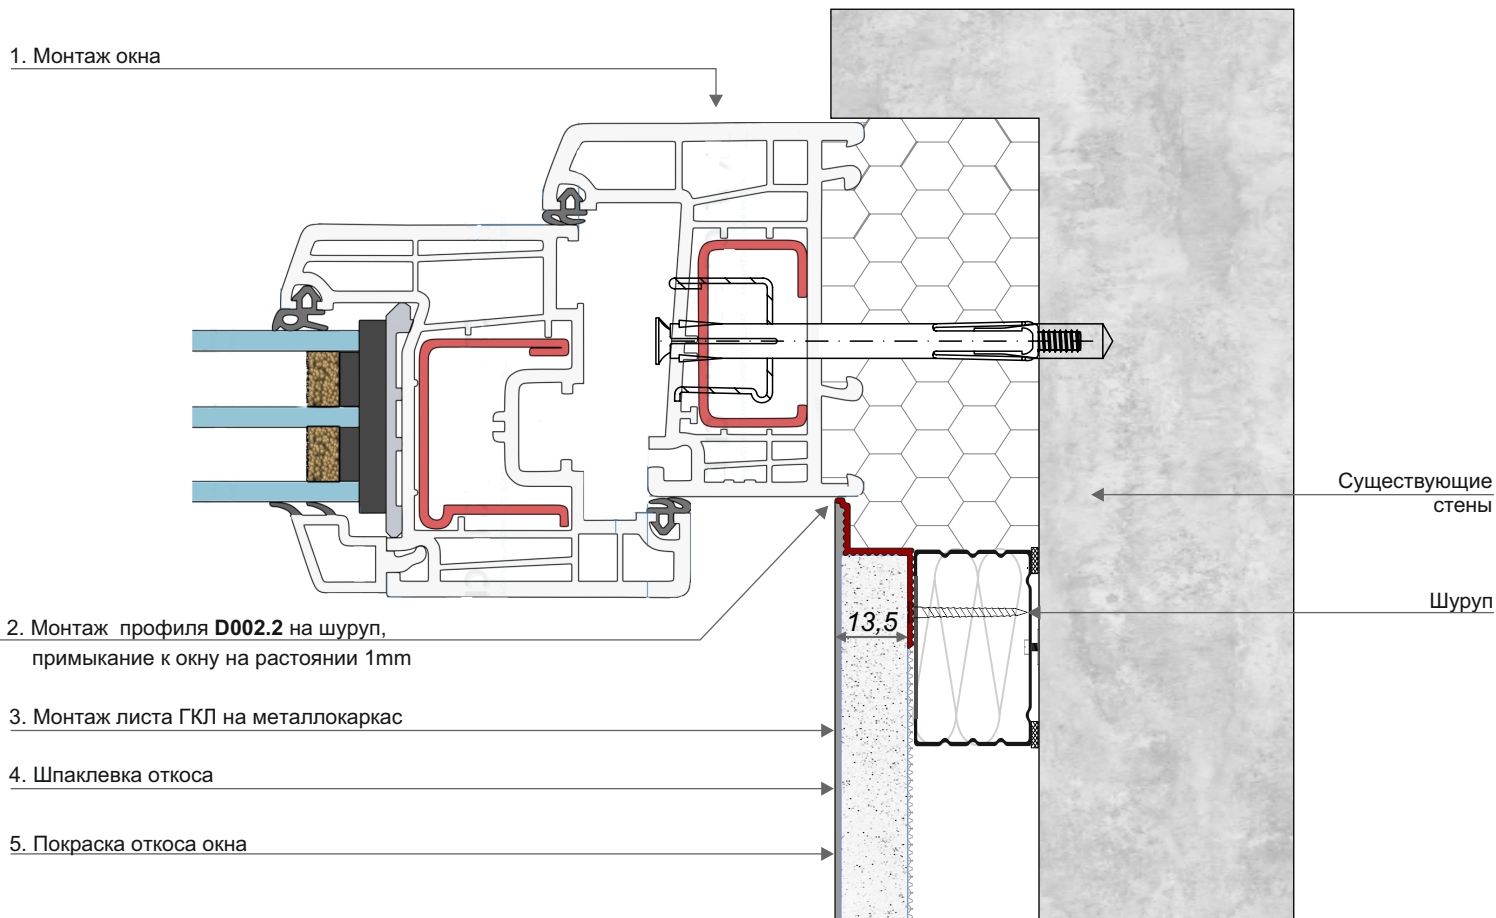 1. Монтаж окна
Существующие
стены
Шуруп
13,5
2. Монтаж профиля D002.2 на шуруп,
примыкание к окну на растоянии 1mm
3. Монтаж листа ГКЛ на металлокаркас
4. Шпаклевка откоса
5. Покраска откоса окна